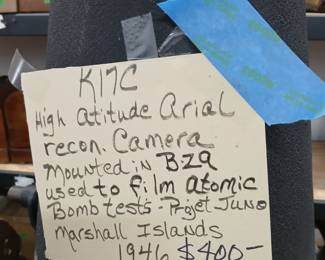 K17C
High atitude Arial
recon. Camera
mounted in B29
used to film atomic
Bomb tests - Projet Juno
marshall Islands
1946 $400-